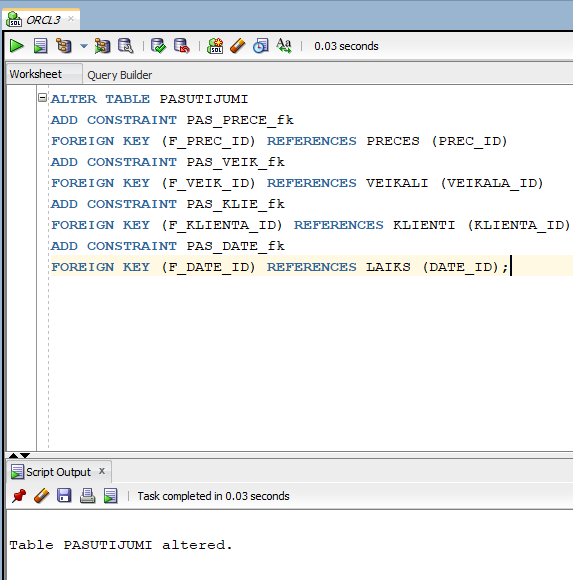 ORCL3
0.03 seconds
Worksheet Query Builder
ALTER TABLE PASUTIJUMI
ADD CONSTRAINT PAS_PRECE_fk
FOREIGN KEY (F_PREC_ID) REFERENCES PRECES (PREC_ID)
ADD CONSTRAINT PAS_VEIK_fk
FOREIGN KEY (F_VEIK_ID) REFERENCES VEIKALI (VEIKALA_ID)
ADD CONSTRAINT PAS_KLIE_fk
FOREIGN KEY (F_KLIENTA_ID) REFERENCES KLIENTI (KLIENTA_ID)
ADD CONSTRAINT PAS_DATE_fk
FOREIGN KEY (F_DATE_ID) REFERENCES LAIKS (DATE_ID);
Script Output x
Task completed in 0.03 seconds
Table PASUTIJUMI altered.